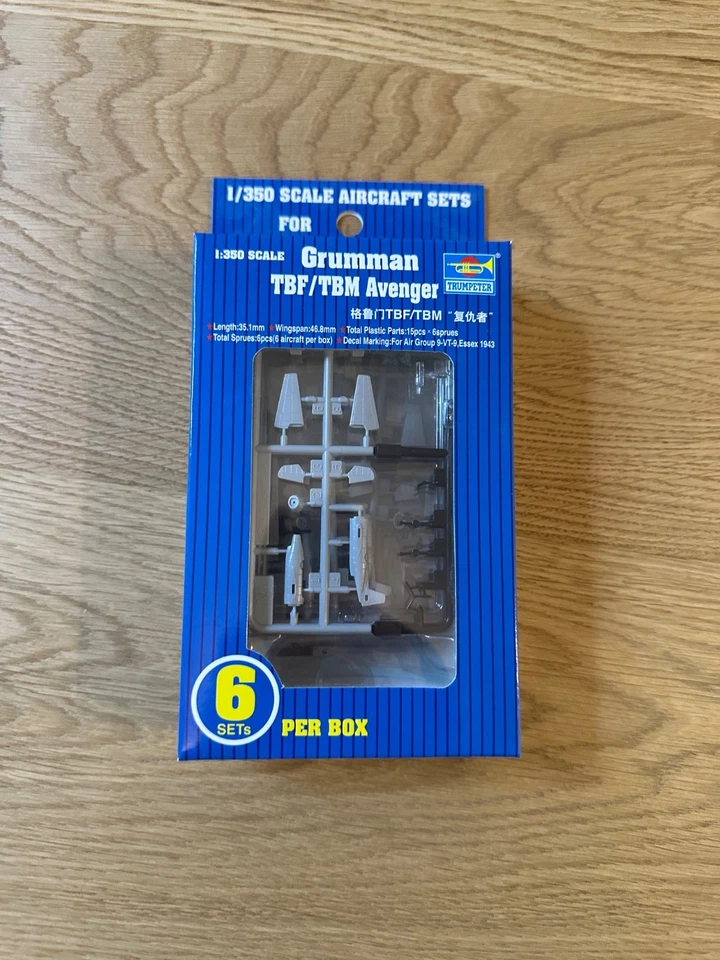 1/350 SCALE AIRCRAFT SETS
FOR
1:350 SCALE Grumman
TBF/TBM Avenger
TRUMPETER ®
格鲁门TBF/TBM “复仇者”
★Length:35.1mm ★Wingspan:46.8mm ★Total Plastic Parts:15pcs × 6sprues
★Total Sprues:6pcs(6 aircraft per box) ★Decal Marking:For Air Group 9-VT-9,Essex 1943
6
SETs
PER BOX